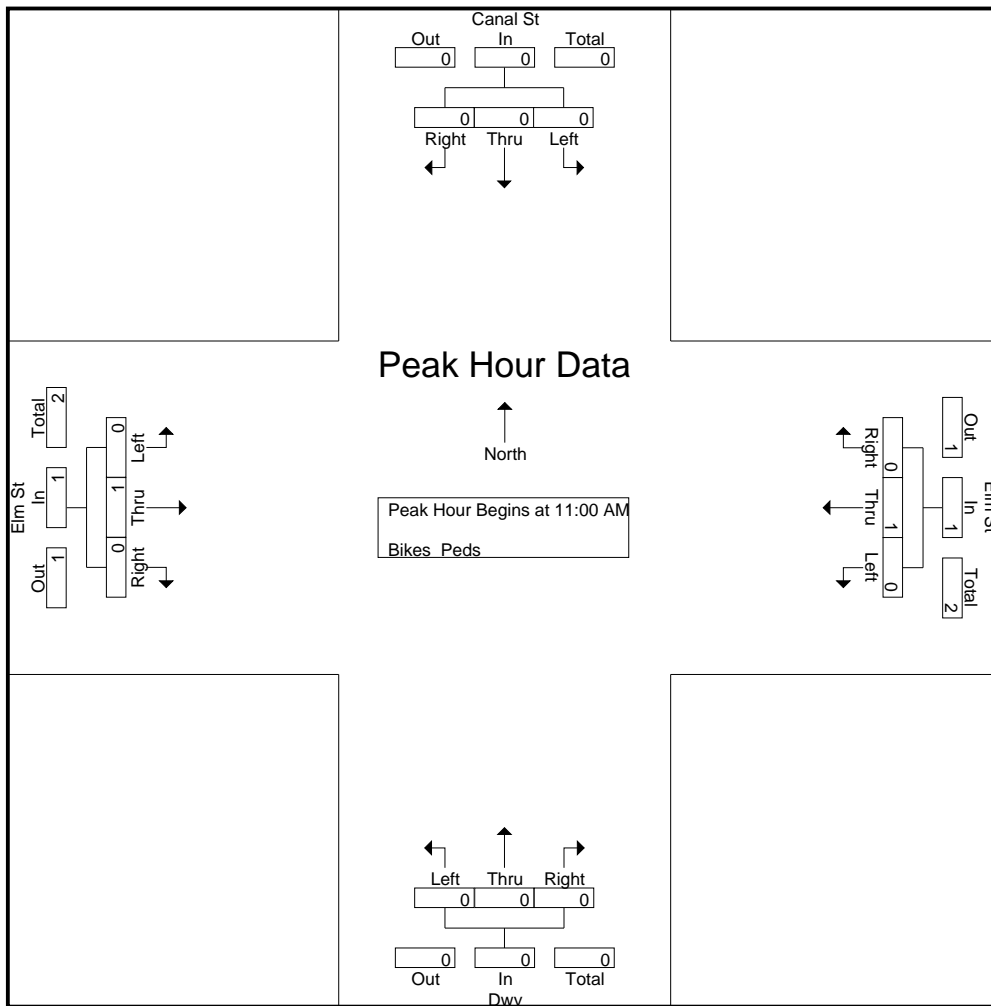 Canal St
Out In Total
0 0 0
0 0 0
Right Thru Left
Peak Hour Data
North
Peak Hour Begins at 11:00 AM
Bikes Peds
Elm St
Total In Out
2 1 1
0 1 0
Left Thru Right
Right Thru Left
0 1 0
Out In Total
1 1 2
Elm St
Left Thru Right
0 0 0
0 0 0
Out In Total
Dwy